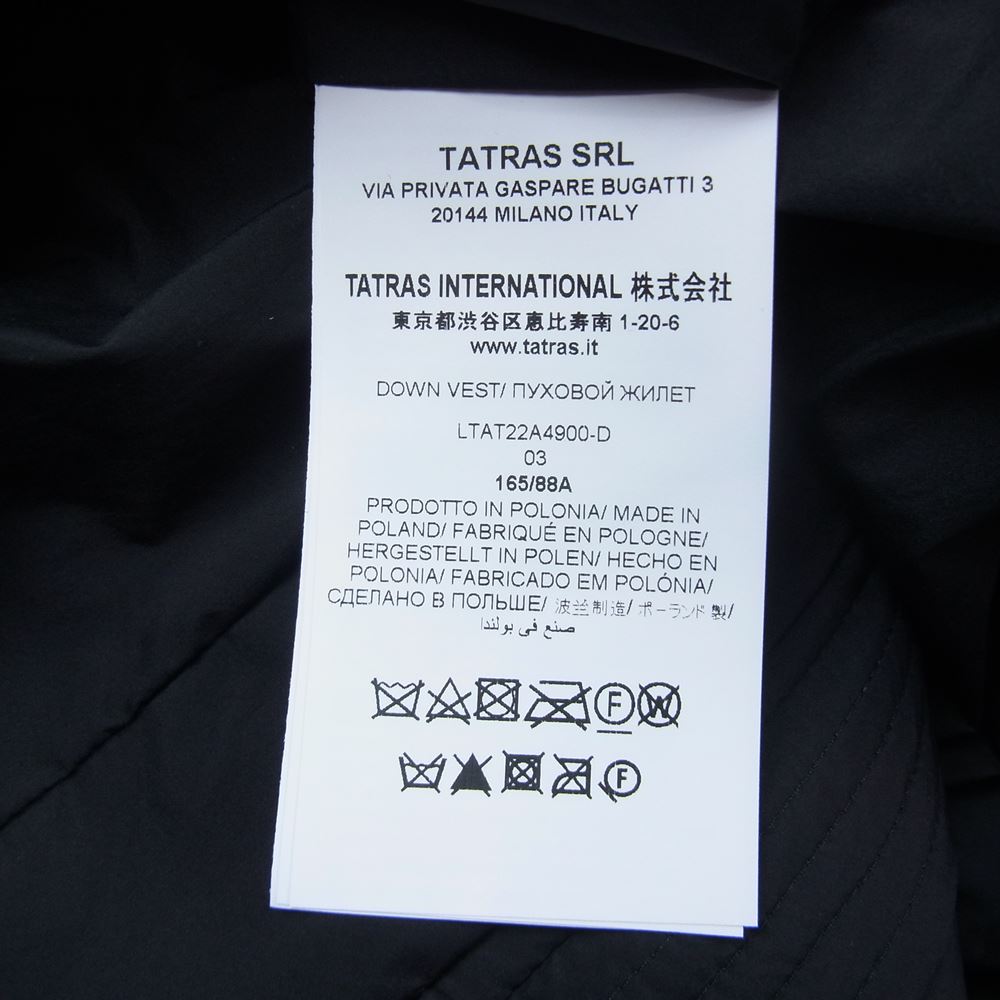 TATRAS SRL
VIA PRIVATA GASPARE BUGATTI 3
20144 MILANO ITALY
TATRAS INTERNATIONAL 株式会社
東京都渋谷区恵比寿南 1-20-6
www.tatras.it
DOWN VEST/ ПУХОВОЙ ЖИЛЕТ
LTAT22A4900-D
03
165/88A
PRODOTTO IN POLONIA/ MADE IN
POLAND/ FABRIQUÉ EN POLOGNE/
HERGESTELLT IN POLEN/ HECHO EN
POLONIA/ FABRICADO EM POLÓNIA/
СДЕЛАНО В ПОЛЬШЕ/ 波兰制造/ ポーランド 製/
صنع في بولندا
F W
F